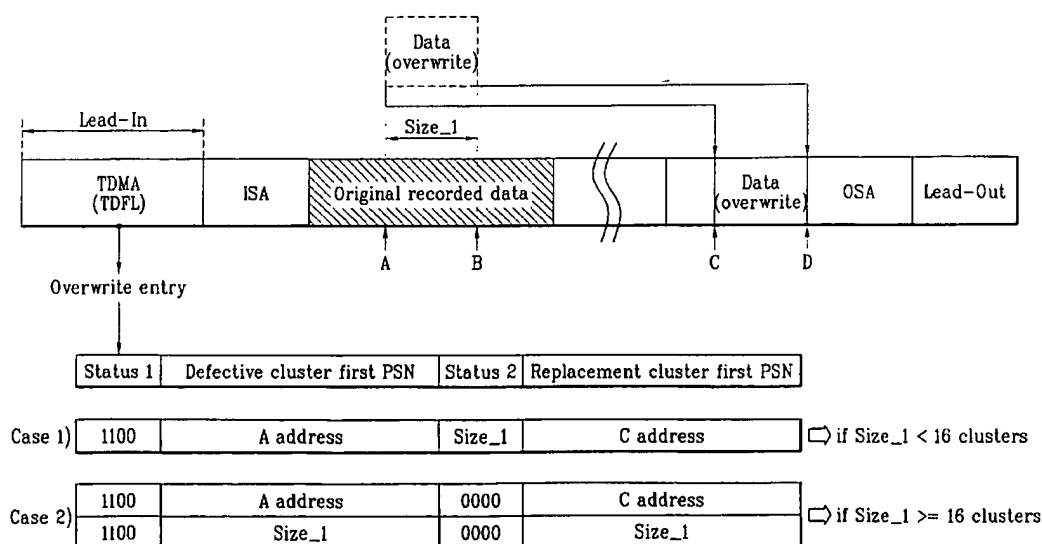 Data
(overwrite)
Lead-In
Size_1
TDMA
(TDFL)
ISA
Original recorded data
Data
(overwrite)
OSA
Lead-Out
A
B
C
D
Overwrite entry
Status 1 Defective cluster first PSN Status 2 Replacement cluster first PSN
Case 1) 1100 A address Size_1 C address if Size_1 < 16 clusters
Case 2)
1100 A address 0000 C address
1100 Size_1 0000 Size_1
if Size_1 >= 16 clusters